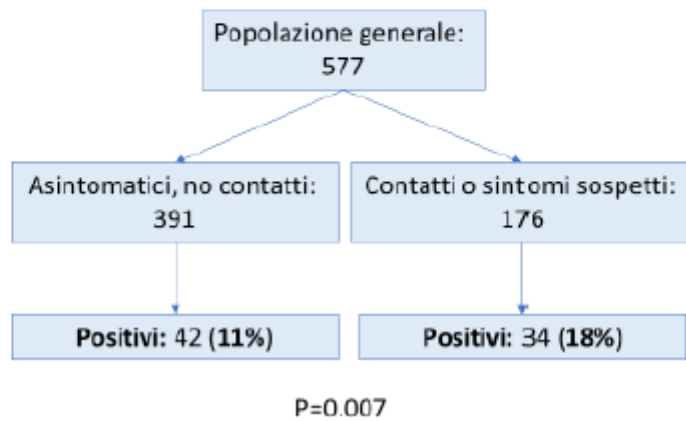 Popolazione generale:
577
Asintomatici, no contatti:
391
Contatti o sintomi sospetti:
176
Positivi: 42 (11%)
Positivi: 34 (18%)
P=0.007